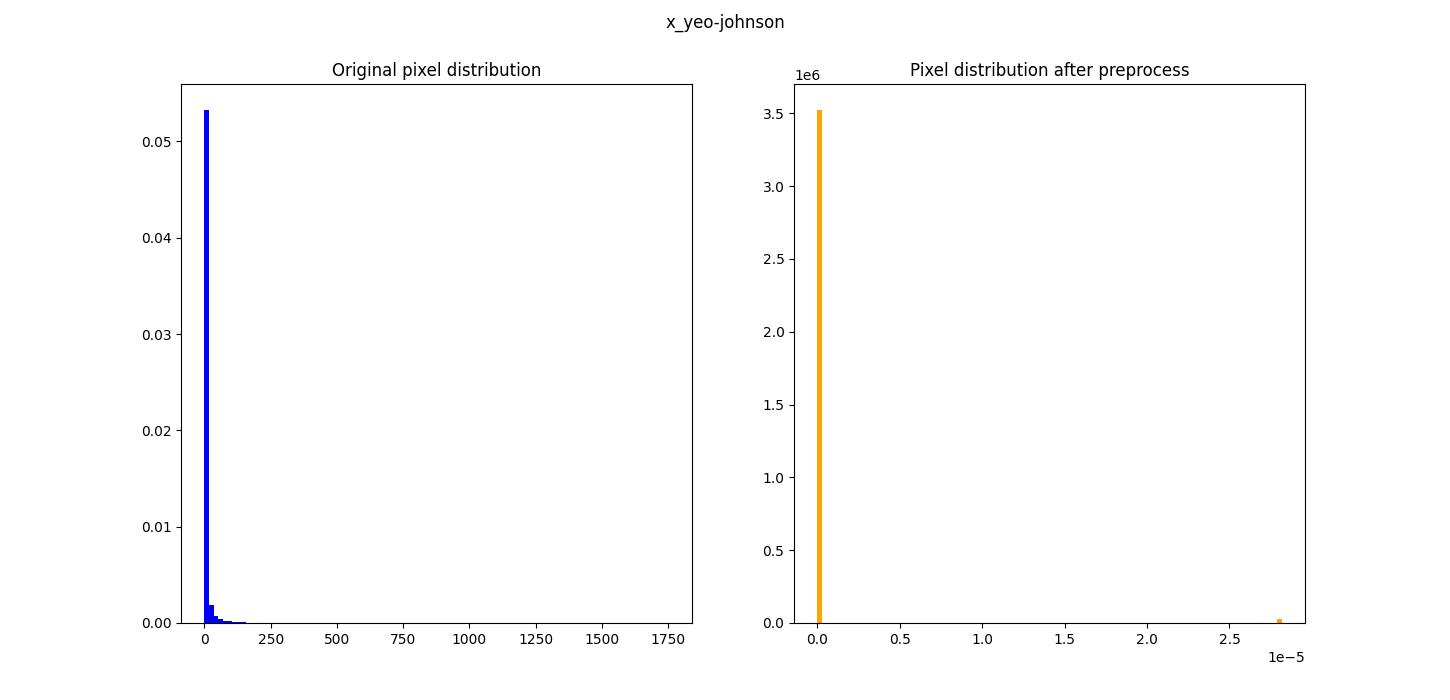 x_yeo-johnson
Original pixel distribution
0.05
0.04
0.03
0.02
0.01
0.00
0 250 500 750 1000 1250 1500 1750
Pixel distribution after preprocess
1e6
3.5
3.0
2.5
2.0
1.5
1.0
0.5
0.0
0.0 0.5 1.0 1.5 2.0 2.5
1e−5